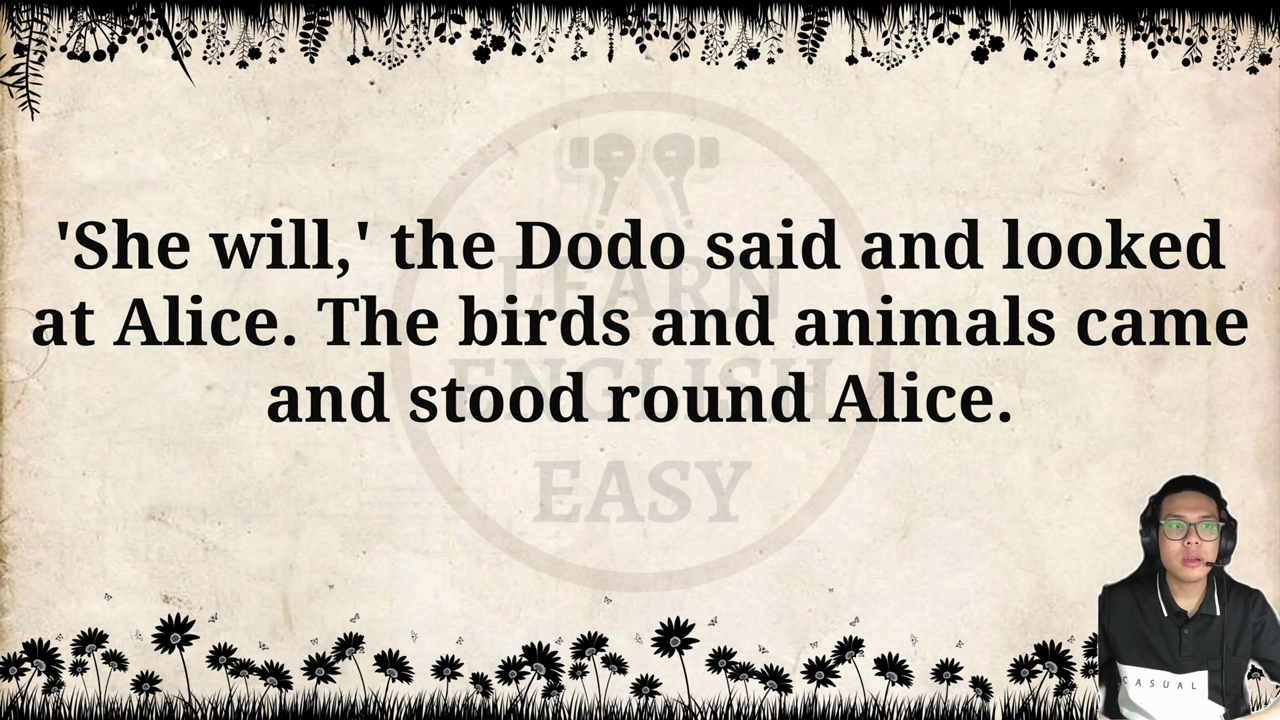 'She will,' the Dodo said and looked
at Alice. The birds and animals came
and stood round Alice.
LEARN
ENGLISH
EASY
CASUAL